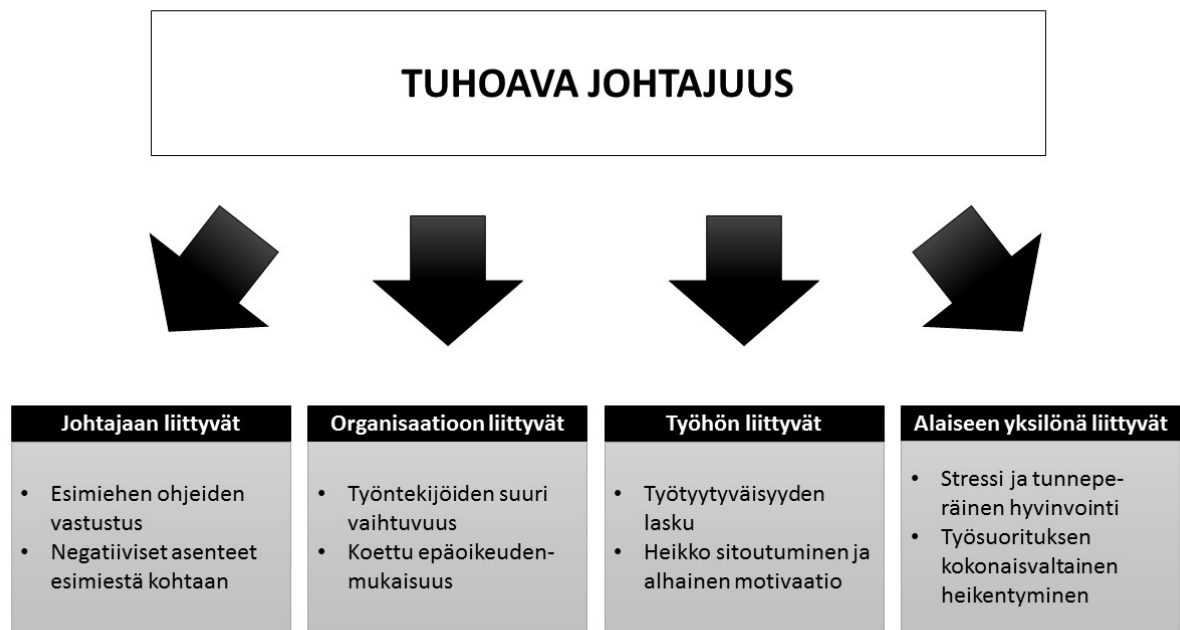 TUHOAVA JOHTAJUUS
Johtajaan liittyvät
• Esimiehen ohjeiden
vastustus
• Negatiiviset asenteet
esimiestä kohtaan
Organisaatioon liittyvät
• Työntekijöiden suuri
vaihtuvuus
• Koettu epäoikeuden-
mukaisuus
Työhön liittyvät
• Työtyytyväisyyden
lasku
• Heikko sitoutuminen ja
alhainen motivaatio
Alaiseen yksilönä liittyvät
• Stressi ja tunnepe-
räinen hyvinvointi
• Työsuorituksen
kokonaisvaltainen
heikentyminen